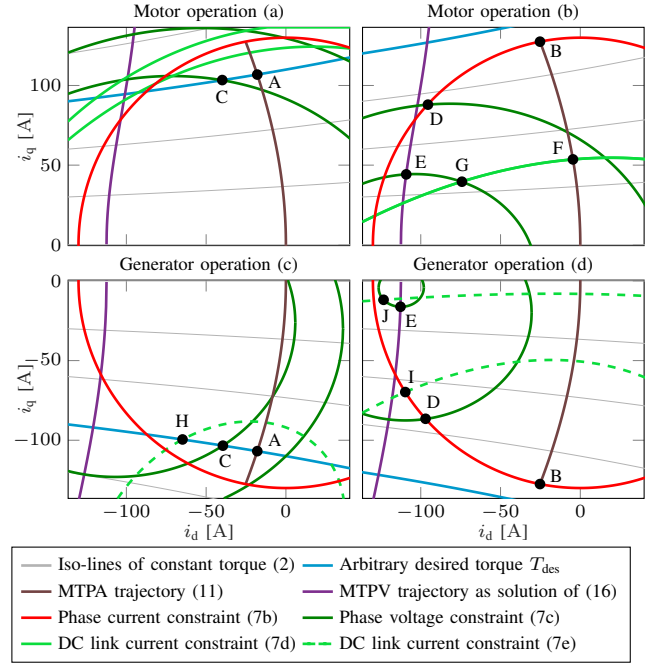 Motor operation (a)
Motor operation (b)
100
50
0
i_q [A]
A
C
B
D
E
G
F
Generator operation (c)
Generator operation (d)
0
−50
−100
i_q [A]
H
C
A
J
E
I
D
B
−100
−50
0
−100
−50
0
i_d [A]
i_d [A]
Iso-lines of constant torque (2)
Arbitrary desired torque T_des
MTPA trajectory (11)
MTPV trajectory as solution of (16)
Phase current constraint (7b)
Phase voltage constraint (7c)
DC link current constraint (7d)
DC link current constraint (7e)